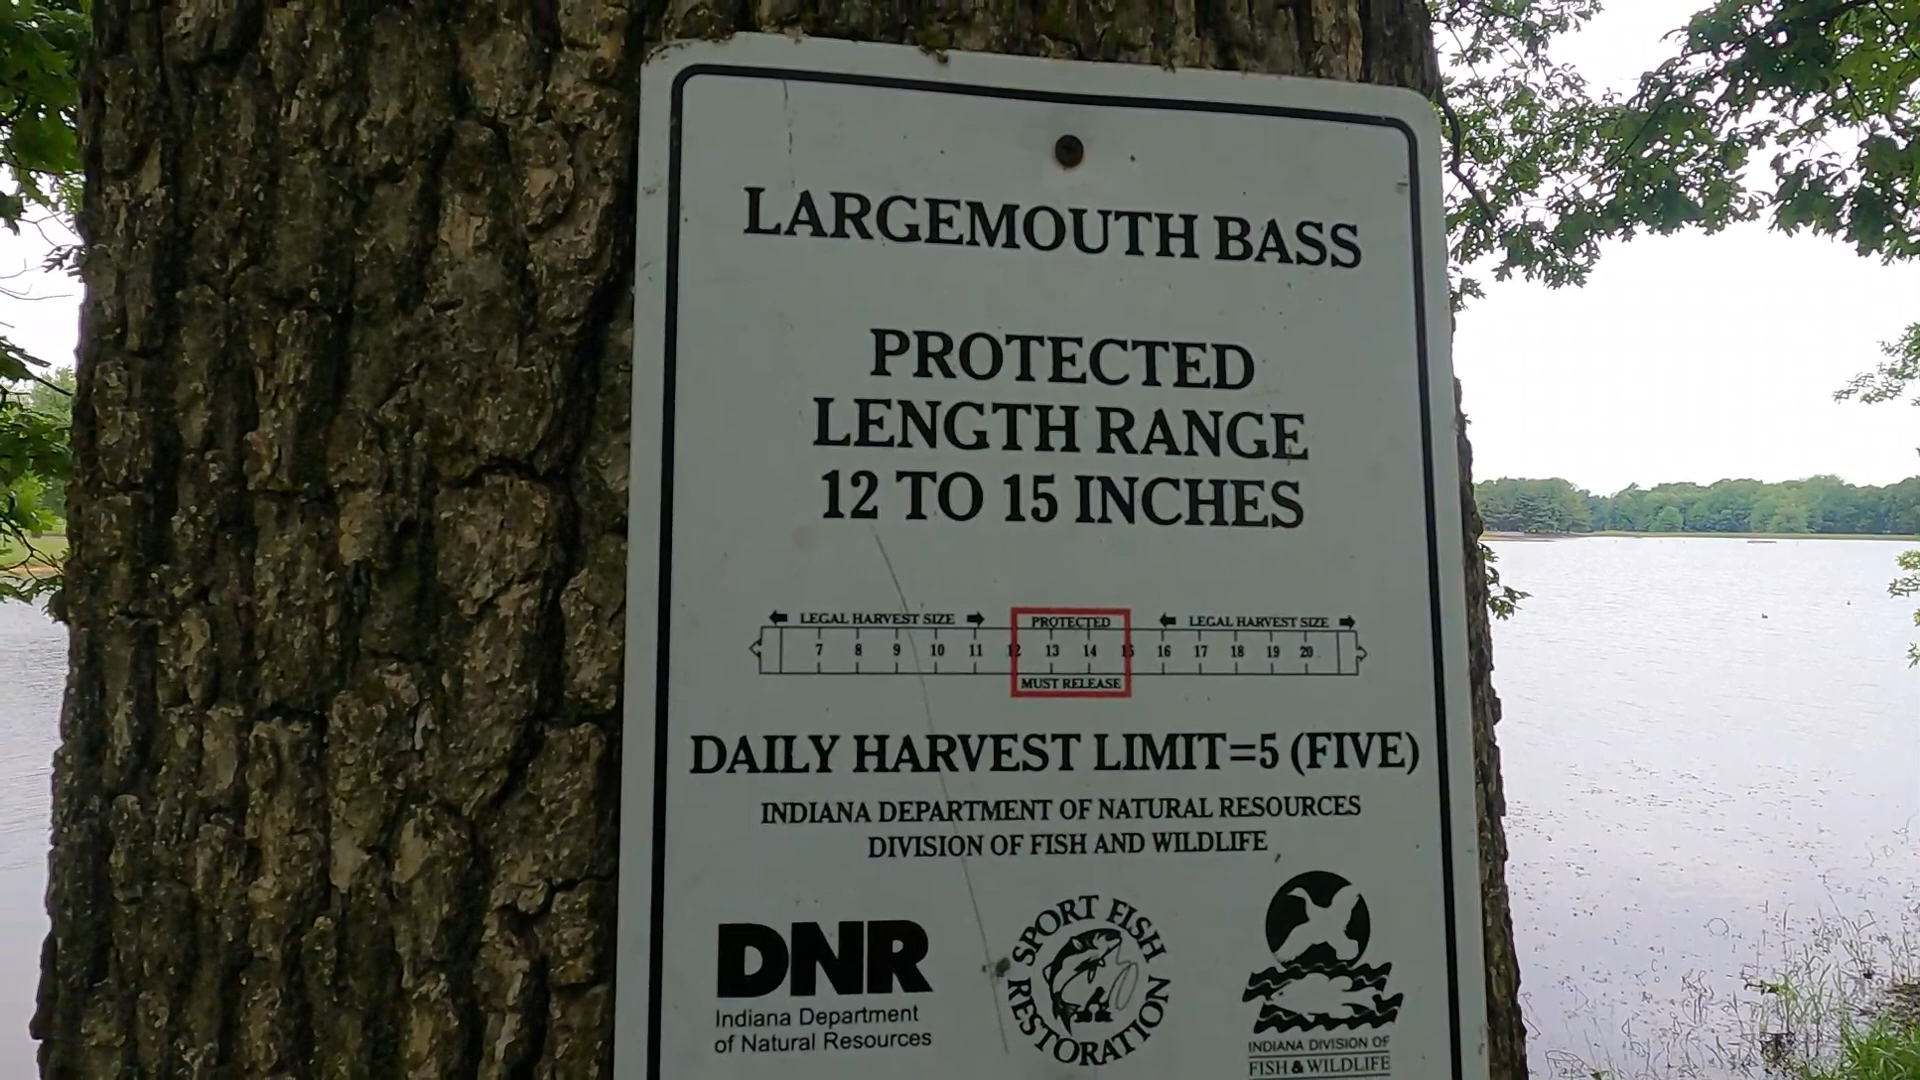 LARGEMOUTH BASS
PROTECTED
LENGTH RANGE
12 TO 15 INCHES
LEGAL HARVEST SIZE PROTECTED LEGAL HARVEST SIZE
7 8 9 10 11 12 13 14 15 16 17 18 19 20
MUST RELEASE
DAILY HARVEST LIMIT=5 (FIVE)
INDIANA DEPARTMENT OF NATURAL RESOURCES
DIVISION OF FISH AND WILDLIFE
DNR
Indiana Department
of Natural Resources
SPORT FISH
RESTORATION
INDIANA DIVISION OF
FISH & WILDLIFE